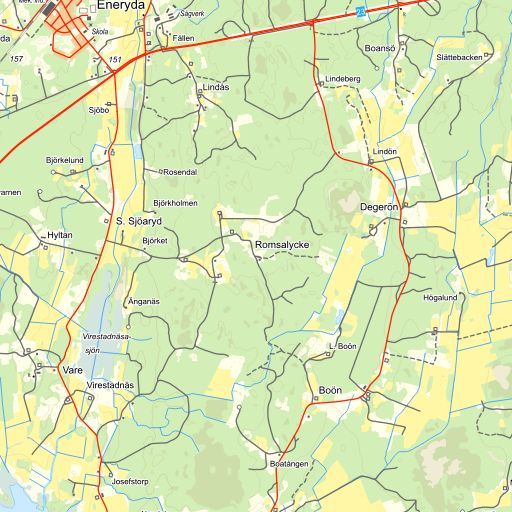 Eneryda
Sågverk
Skola
Fällen
23
Boansö
Slättebacken
157
151
Lindås
Lindeberg
Sjöbo
Lindön
Björkelund
Rosendal
Björkholmen
Degerön
S. Sjöaryd
Hyltan
Björket
Romsalycke
Änganäs
Högalund
Virestadnäsa
sjön
L. Boön
Vare
Virestadnäs
Boön
Boatången
Josefstorp